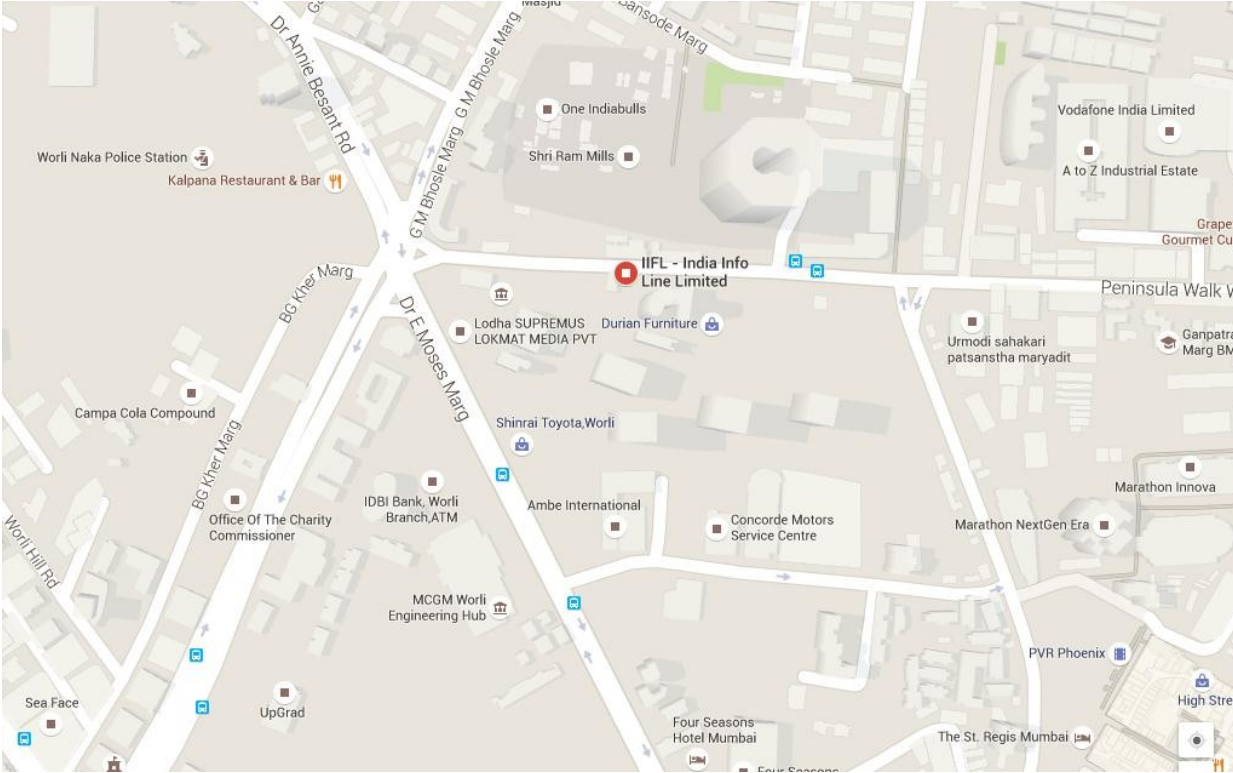 Masjid
Bansode Marg
Dr Annie Besant Rd
G M Bhosle Marg
G M Bhosle Marg
One Indiabulls
Vodafone India Limited
Worli Naka Police Station
Shri Ram Mills
A to Z Industrial Estate
Kalpana Restaurant & Bar
Grape
Gourmet Cu
IIFL - India Info
Line Limited
BG Kher Marg
Peninsula Walk W
Dr E Moses Marg
Lodha SUPREMUS
LOKMAT MEDIA PVT
Durian Furniture
Urmodi sahakari
patsanstha maryadit
Ganpatra
Marg BM
Campa Cola Compound
Shinrai Toyota,Worli
BG Kher Marg
Marathon Innova
IDBI Bank, Worli
Branch,ATM
Ambe International
Office Of The Charity
Commissioner
Concorde Motors
Service Centre
Marathon NextGen Era
Worli Hill Rd
MCGM Worli
Engineering Hub
PVR Phoenix
Sea Face
UpGrad
High Stre
Four Seasons
Hotel Mumbai
The St. Regis Mumbai
Four Seasons